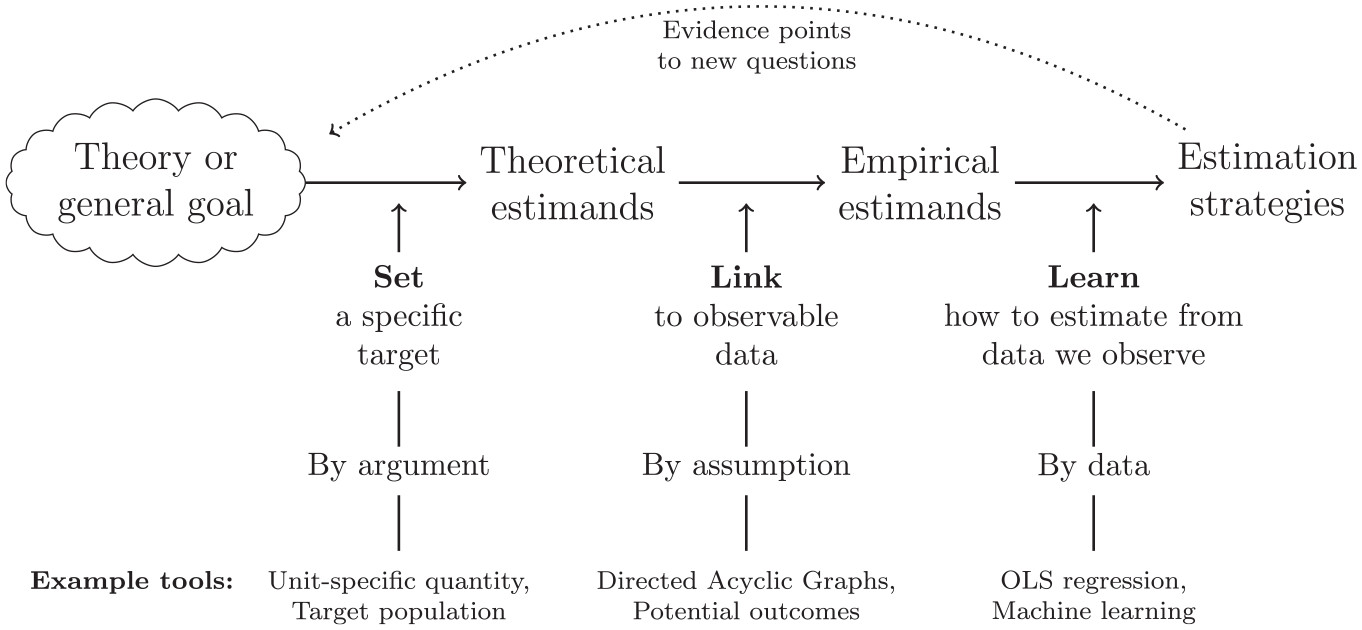 Evidence points
to new questions
Theory or
general goal
Theoretical
estimands
Empirical
estimands
Estimation
strategies
Set
a specific
target
Link
to observable
data
Learn
how to estimate from
data we observe
By argument
By assumption
By data
Example tools:
Unit-specific quantity,
Target population
Directed Acyclic Graphs,
Potential outcomes
OLS regression,
Machine learning